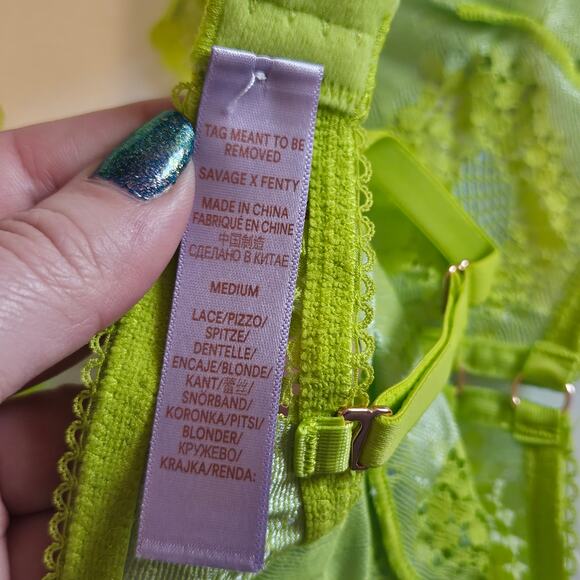 TAG MEANT TO BE
REMOVED
SAVAGE X FENTY
MADE IN CHINA
FABRIQUÉ EN CHINE
中国制造
СДЕЛАНО В КИТАЕ
MEDIUM
LACE/PIZZO/
SPITZE/
DENTELLE/
ENCAJE/BLONDE/
KANT/蕾丝/
SNÖRBAND/
KORONKA/PITSI/
BLONDER/
КРУЖЕВО/
KRAJKA/RENDA: